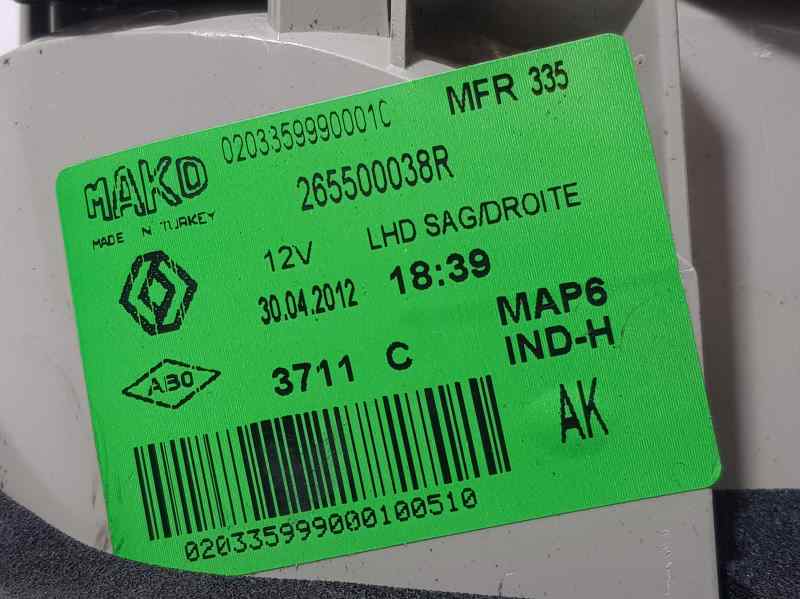 0203359990001C
MFR 335
MAKO
MADE IN TURKEY
265500038R
12V
LHD SAG/DROITE
30.04.2012
18:39
MAP6
IND-H
ABO
3711 C
AK
020335999000100510